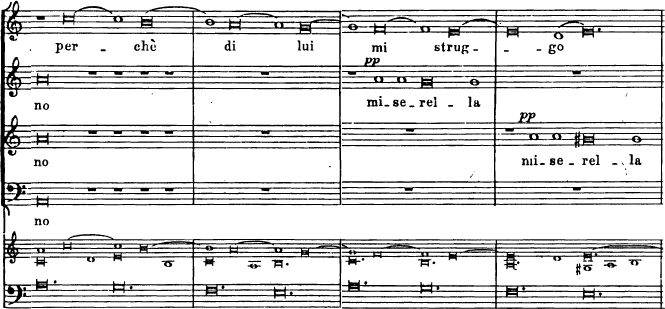 per - chè di lui mi strug - - go
pp
no mi - se - rel - la
pp
no mi - se - rel - la
no